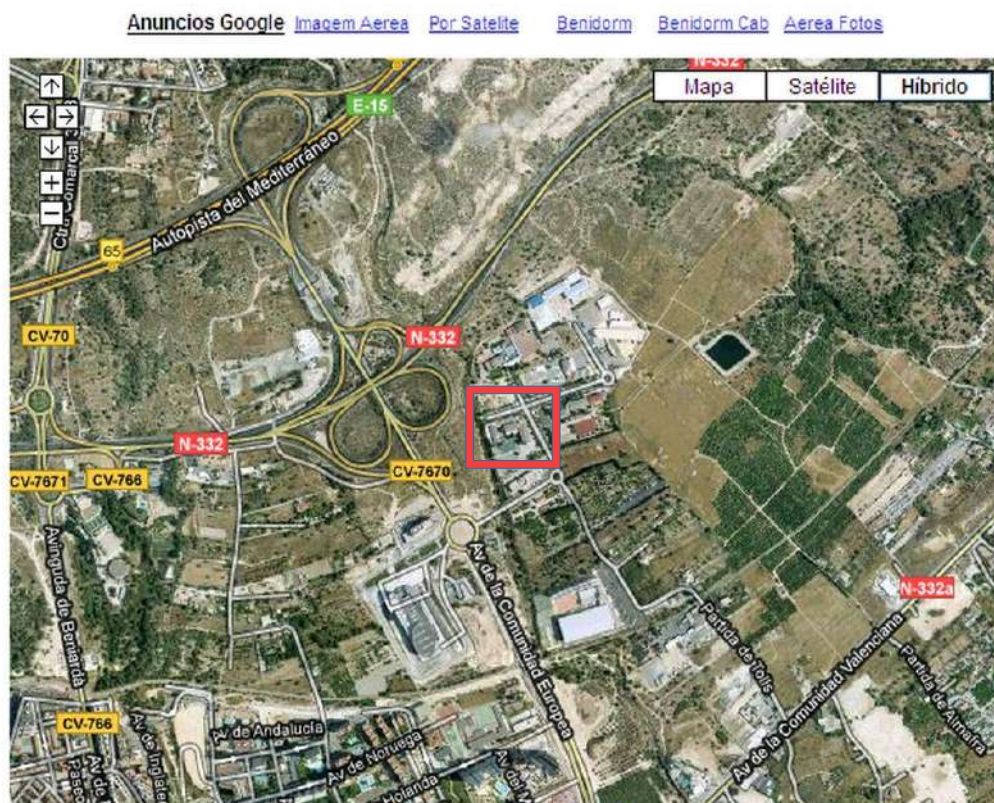 Anuncios Google Imagem Aerea Por Satelite Benidorm Benidorm Cab Aerea Fotos
N-332
Mapa Satélite Híbrido
E-15
Autopista del Mediterráneo
65
CV-70
N-332
N-332
CV-7670
CV-7671
CV-766
Avinguda de Beniardà
Av de la Comunidad Europea
N-332a
Partida de Tolls
Av de la Comunidad Valenciana
Partida de Almafra
CV-766
Av de Andalucía
Av de Noruega
Holanda